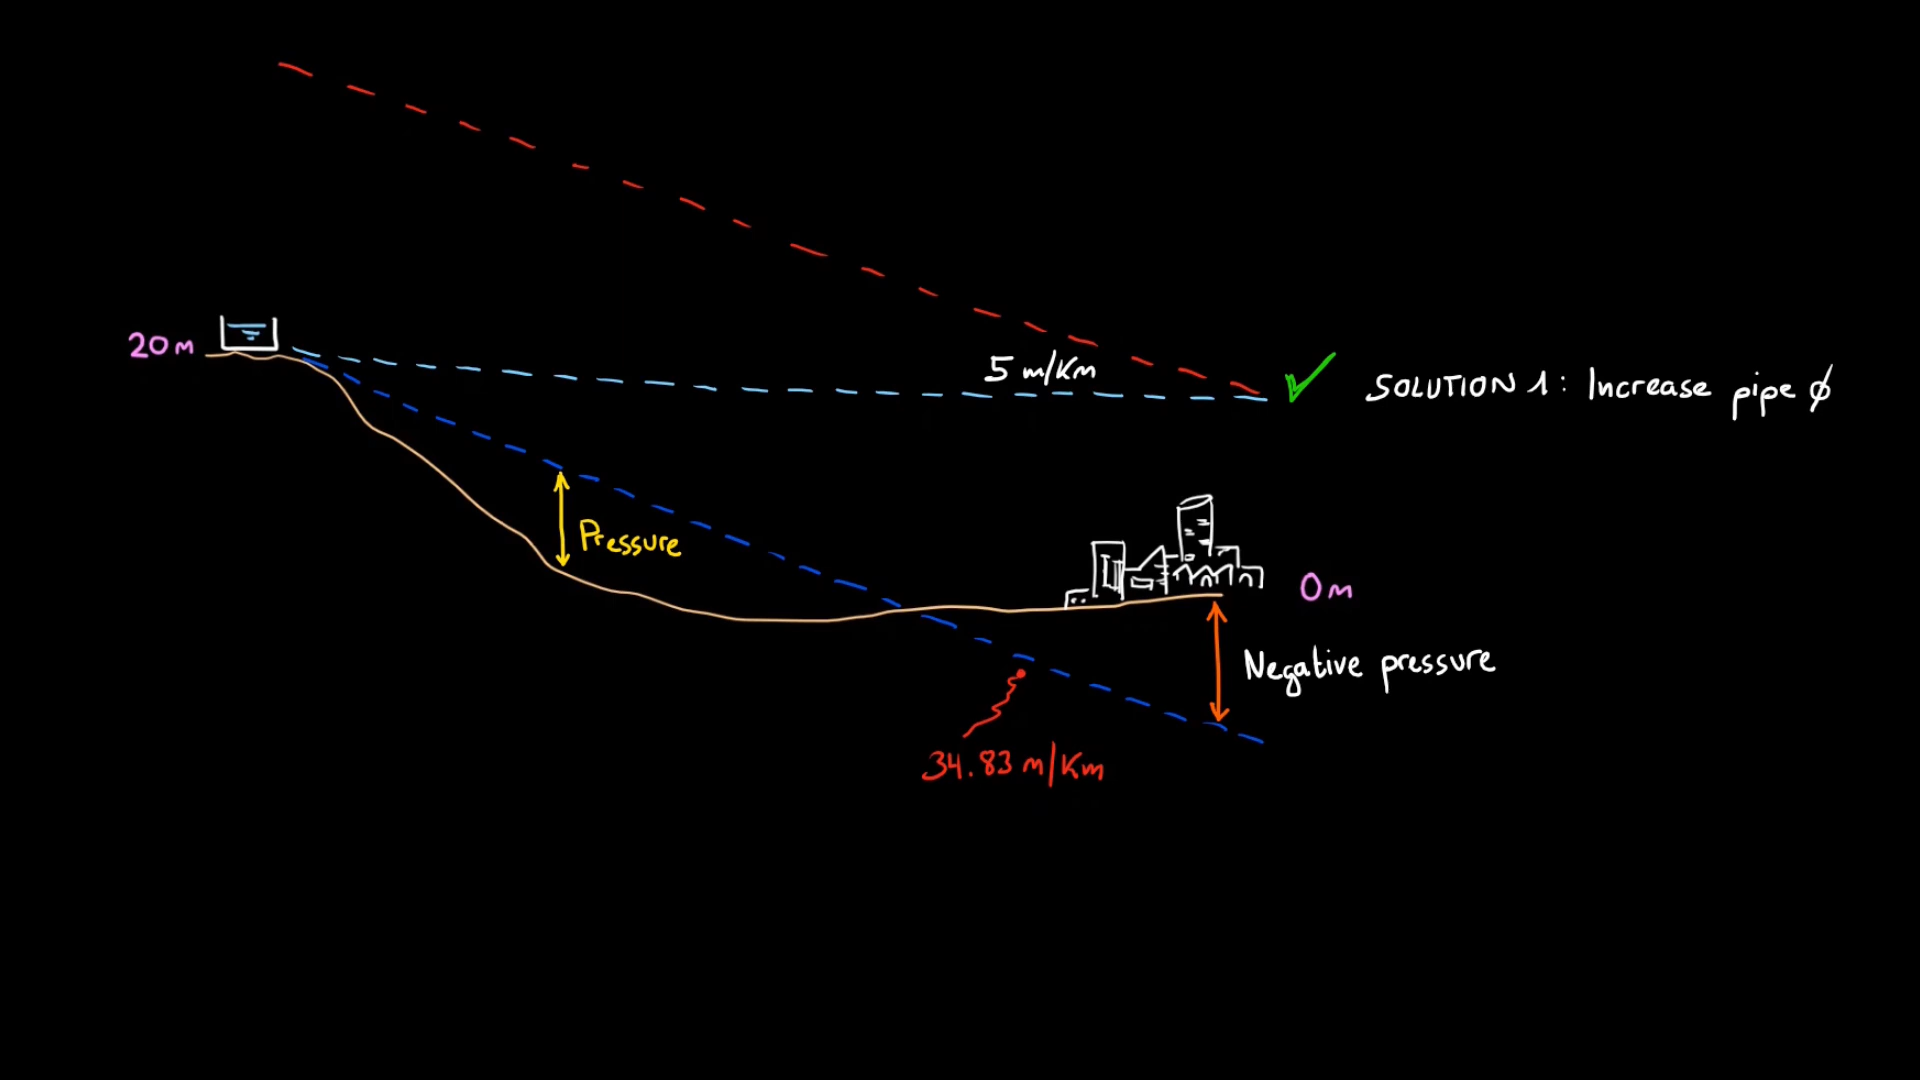 20m
5 m/Km
SOLUTION 1: Increase pipe ϕ
Pressure
0m
Negative pressure
34.83 m/Km